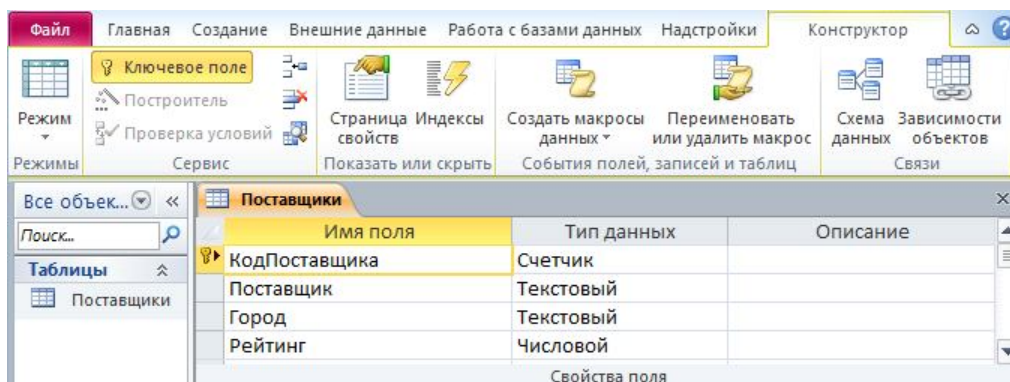 Файл Главная Создание Внешние данные Работа с базами данных Надстройки Конструктор
Ключевое поле
Построитель
Проверка условий
Режим
Страница свойств
Индексы
Создать макросы данных
Переименовать или удалить макрос
Схема данных
Зависимости объектов
Режимы Сервис Показать или скрыть События полей, записей и таблиц Связи
Все объек... «
Поиск...
Таблицы
Поставщики
Поставщики
Имя поля Тип данных Описание
КодПоставщика Счетчик
Поставщик Текстовый
Город Текстовый
Рейтинг Числовой
Свойства поля